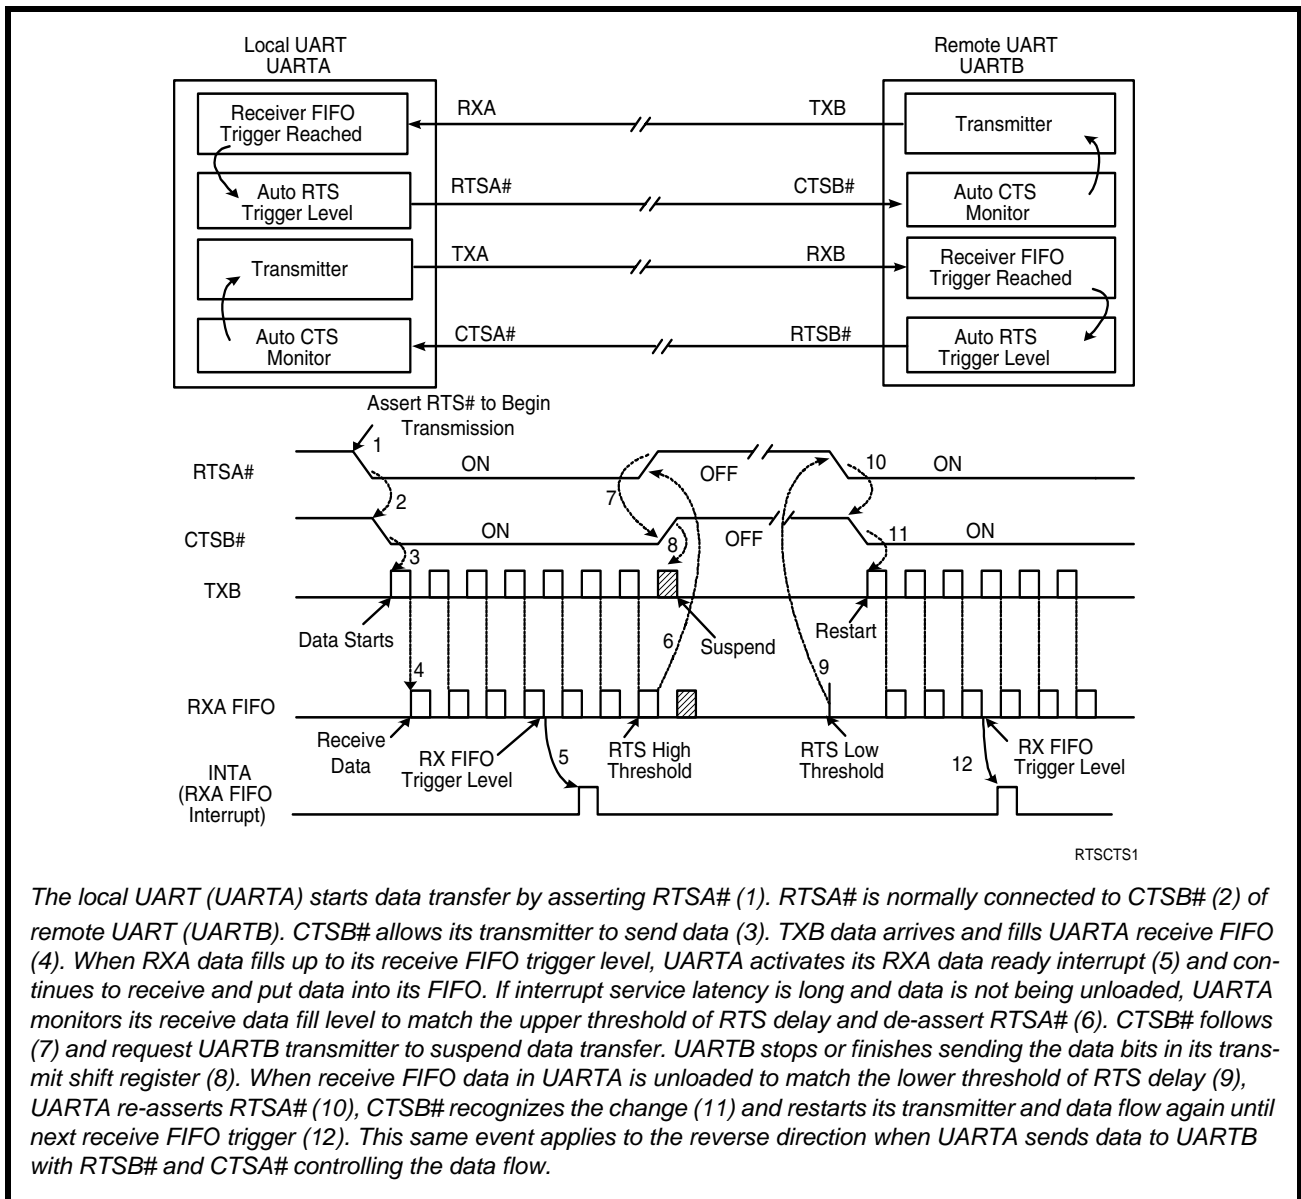 Local UART
UARTA
Remote UART
UARTB
Receiver FIFO
Trigger Reached
RXA
TXB
Transmitter
Auto RTS
Trigger Level
RTSA#
CTSB#
Auto CTS
Monitor
Transmitter
TXA
RXB
Receiver FIFO
Trigger Reached
Auto CTS
Monitor
CTSA#
RTSB#
Auto RTS
Trigger Level
Assert RTS# to Begin
Transmission
RTSA#
1
ON
OFF
10
ON
2
7
CTSB#
ON
OFF
11
ON
3
8
TXB
Data Starts
Suspend
Restart
4
6
9
RXA FIFO
Receive
Data
RX FIFO
Trigger Level
5
RTS High
Threshold
RTS Low
Threshold
12
RX FIFO
Trigger Level
INTA
(RXA FIFO
Interrupt)
RTSCTS1
The local UART (UARTA) starts data transfer by asserting RTSA# (1). RTSA# is normally connected to CTSB# (2) of
remote UART (UARTB). CTSB# allows its transmitter to send data (3). TXB data arrives and fills UARTA receive FIFO
(4). When RXA data fills up to its receive FIFO trigger level, UARTA activates its RXA data ready interrupt (5) and con-
tinues to receive and put data into its FIFO. If interrupt service latency is long and data is not being unloaded, UARTA
monitors its receive data fill level to match the upper threshold of RTS delay and de-assert RTSA# (6). CTSB# follows
(7) and request UARTB transmitter to suspend data transfer. UARTB stops or finishes sending the data bits in its trans-
mit shift register (8). When receive FIFO data in UARTA is unloaded to match the lower threshold of RTS delay (9),
UARTA re-asserts RTSA# (10), CTSB# recognizes the change (11) and restarts its transmitter and data flow again until
next receive FIFO trigger (12). This same event applies to the reverse direction when UARTA sends data to UARTB
with RTSB# and CTSA# controlling the data flow.